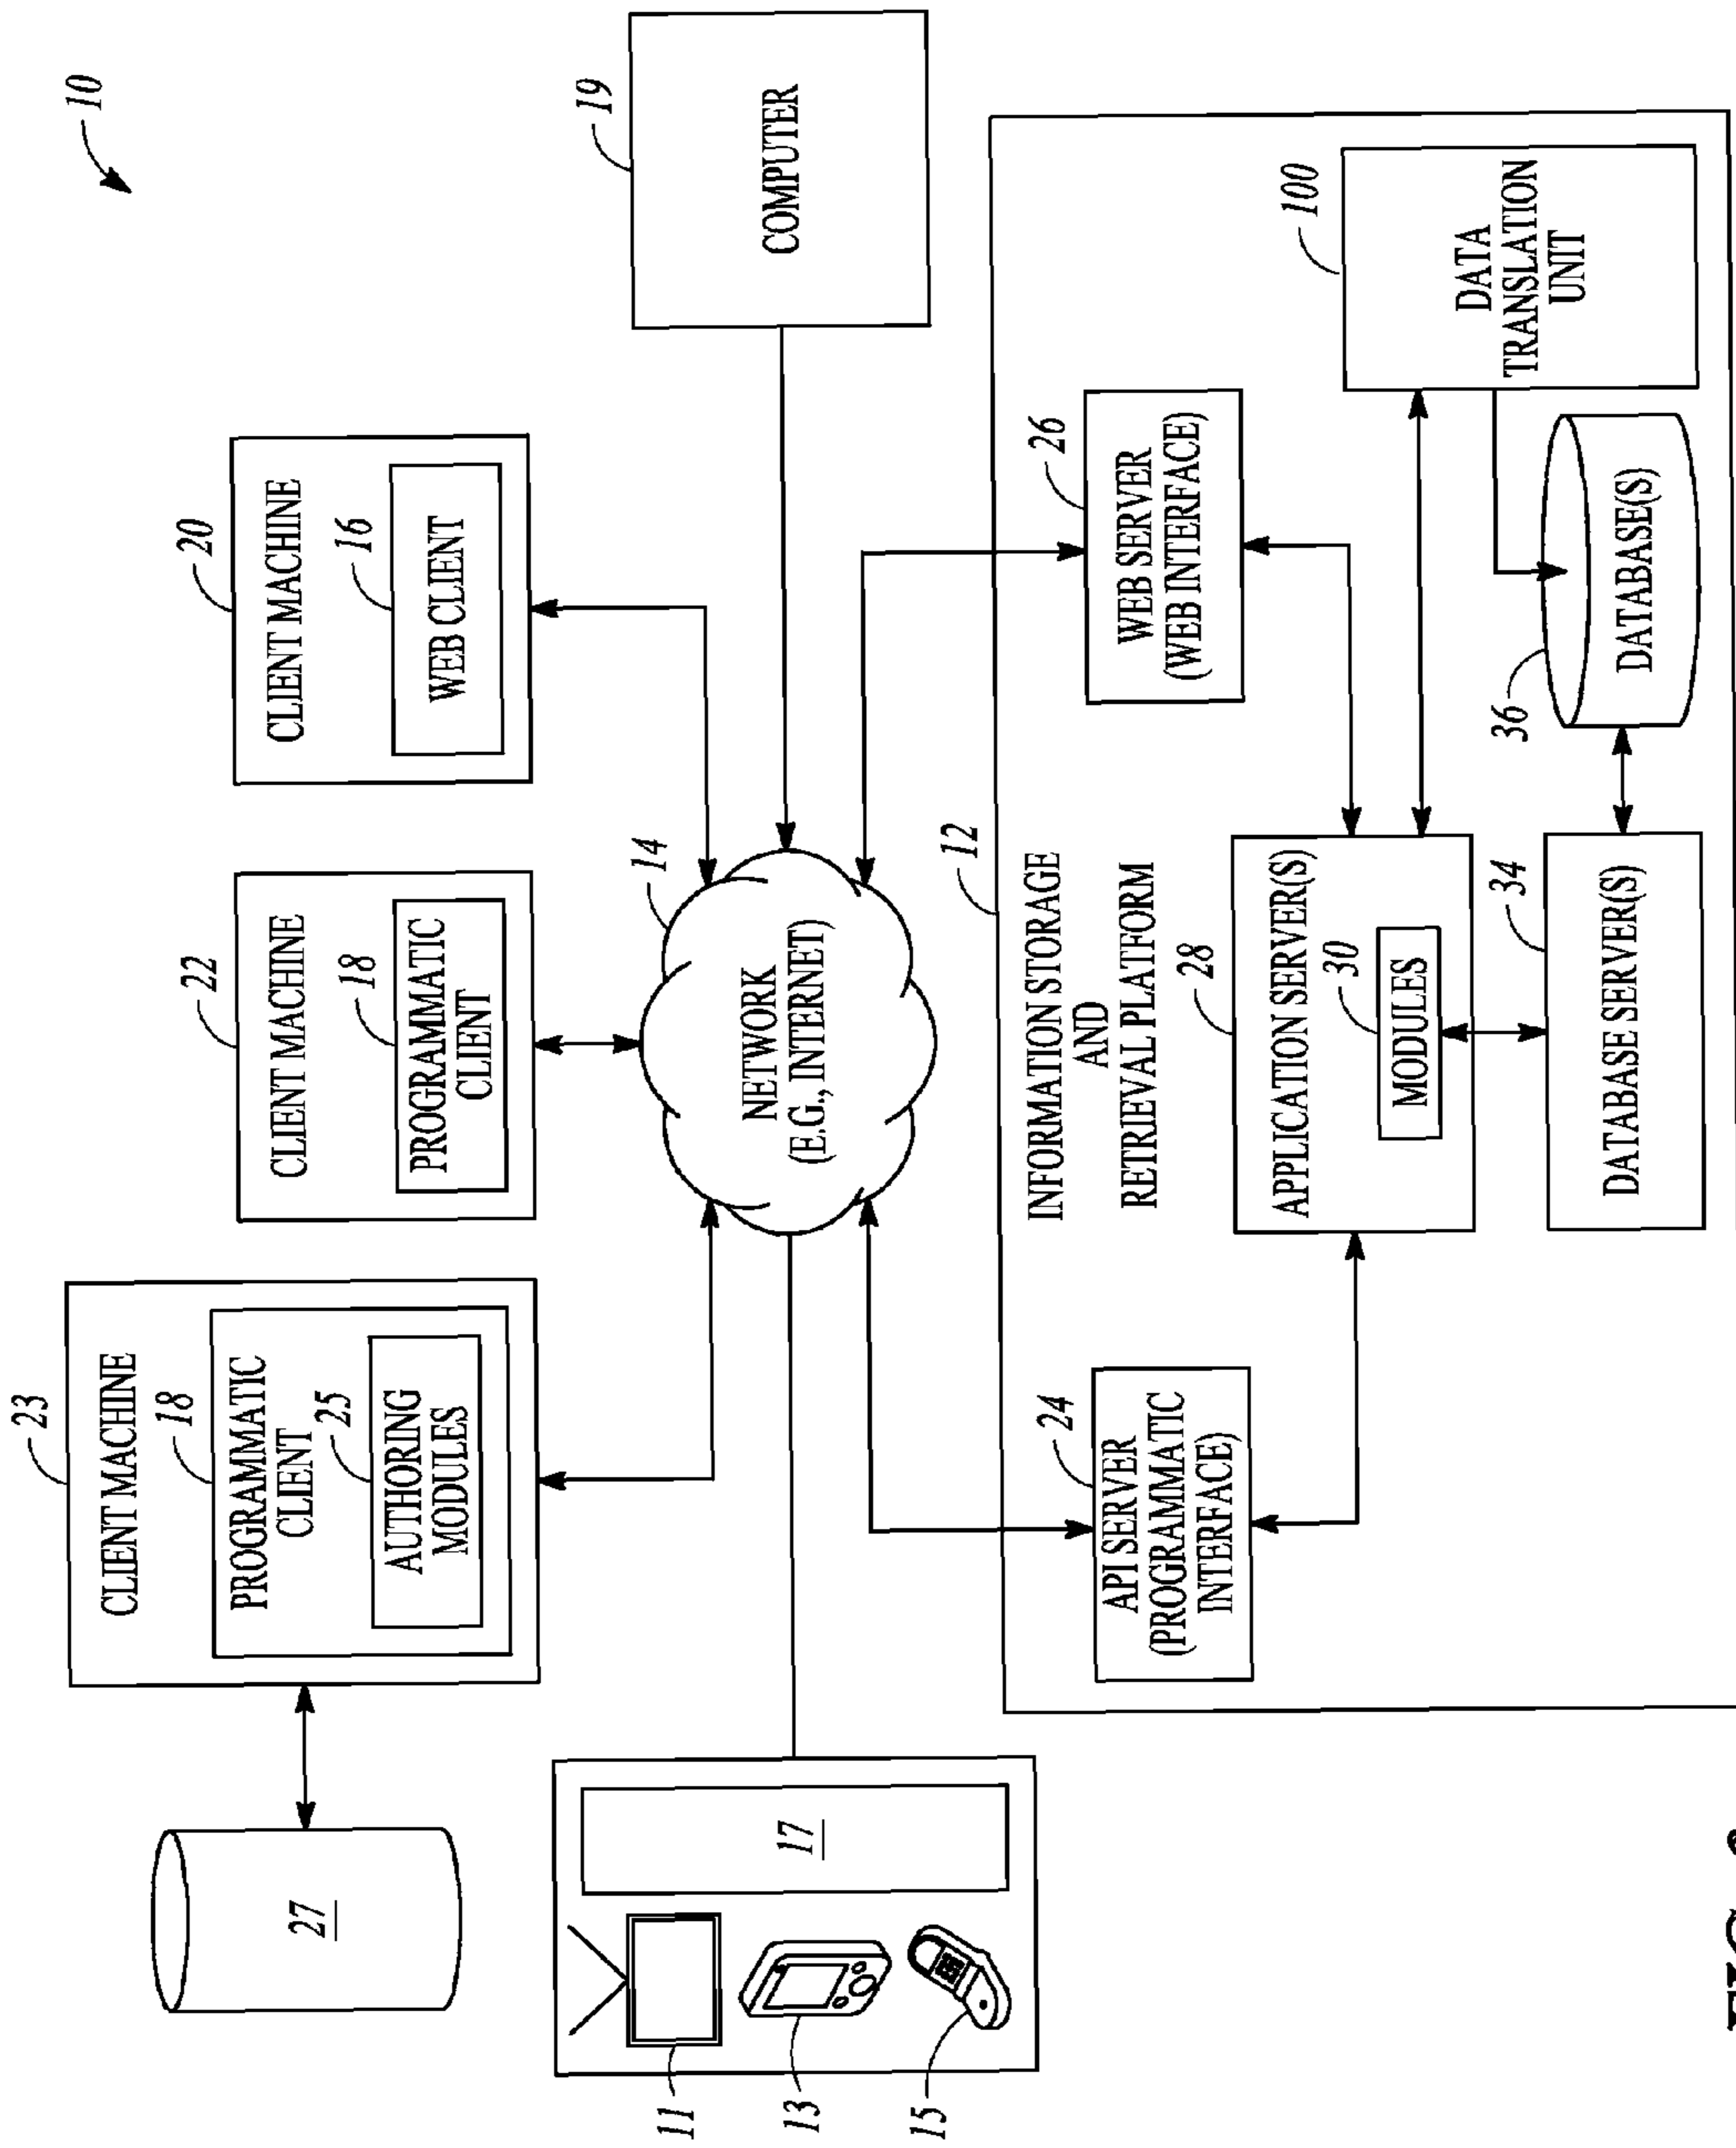 10
23
CLIENT MACHINE
18
PROGRAMMATIC
CLIENT
25
AUTHORING
MODULES
27
22
CLIENT MACHINE
18
PROGRAMMATIC
CLIENT
20
CLIENT MACHINE
16
WEB CLIENT
11
13
15
17
14
NETWORK
(E.G., INTERNET)
19
COMPUTER
12
INFORMATION STORAGE
AND
RETRIEVAL PLATFORM
24
API SERVER
(PROGRAMMATIC
INTERFACE)
26
WEB SERVER
(WEB INTERFACE)
28
APPLICATION SERVER(S)
30
MODULES
100
DATA
TRANSLATION
UNIT
34
DATABASE SERVER(S)
36
DATABASE(S)